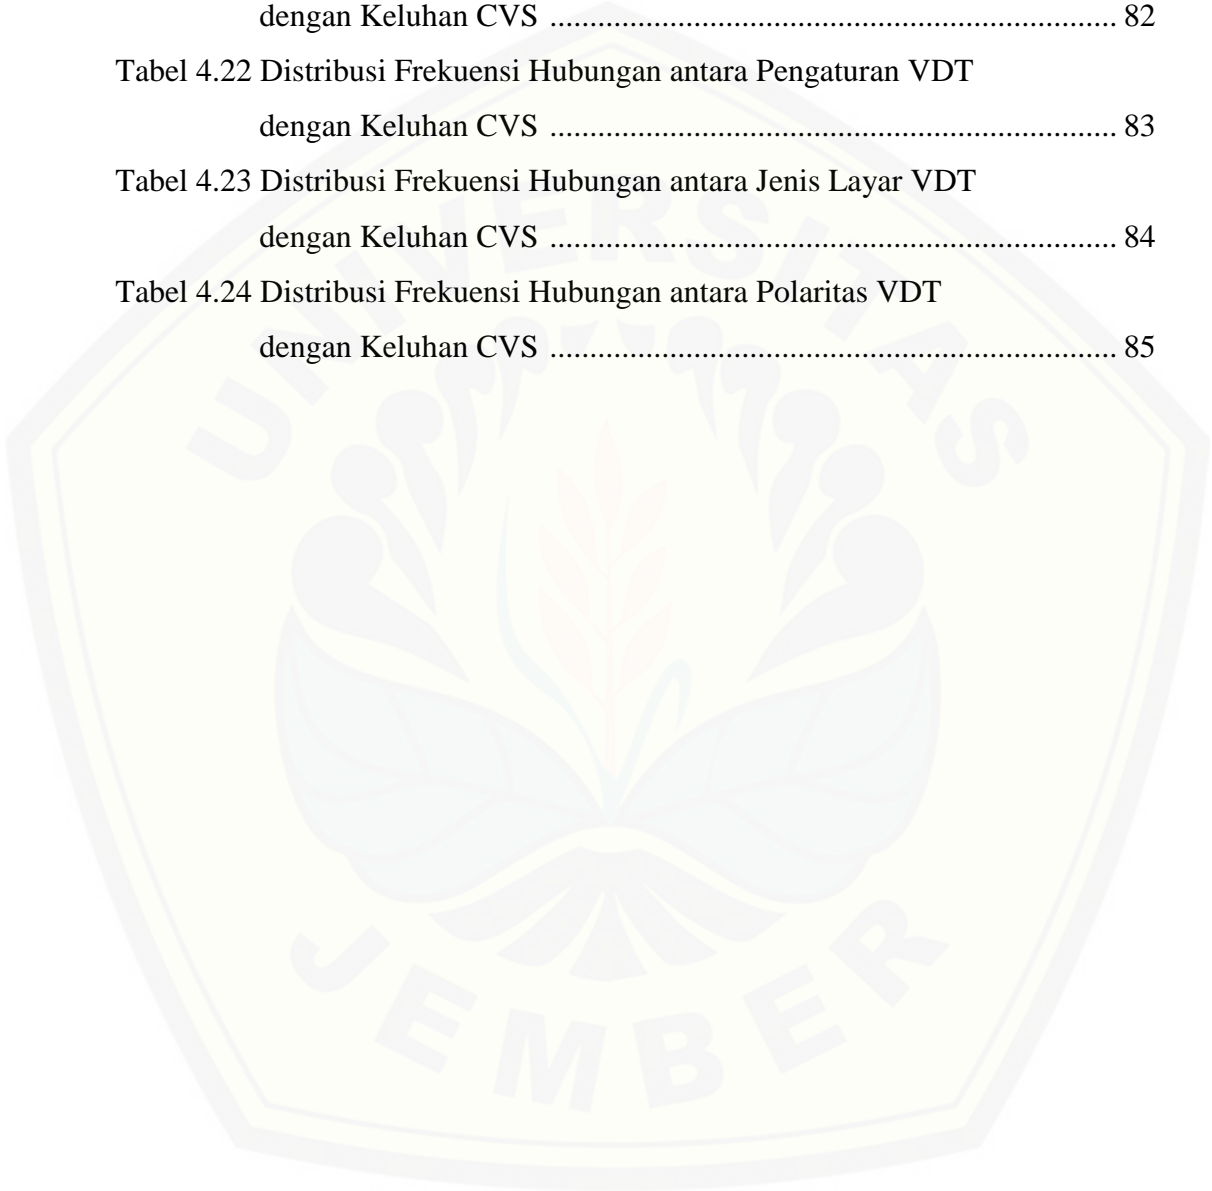 dengan Keluhan CVS ....................................................................... 82
Tabel 4.22 Distribusi Frekuensi Hubungan antara Pengaturan VDT
dengan Keluhan CVS ....................................................................... 83
Tabel 4.23 Distribusi Frekuensi Hubungan antara Jenis Layar VDT
dengan Keluhan CVS ....................................................................... 84
Tabel 4.24 Distribusi Frekuensi Hubungan antara Polaritas VDT
dengan Keluhan CVS ....................................................................... 85
UNIVERSITAS
JEMBER